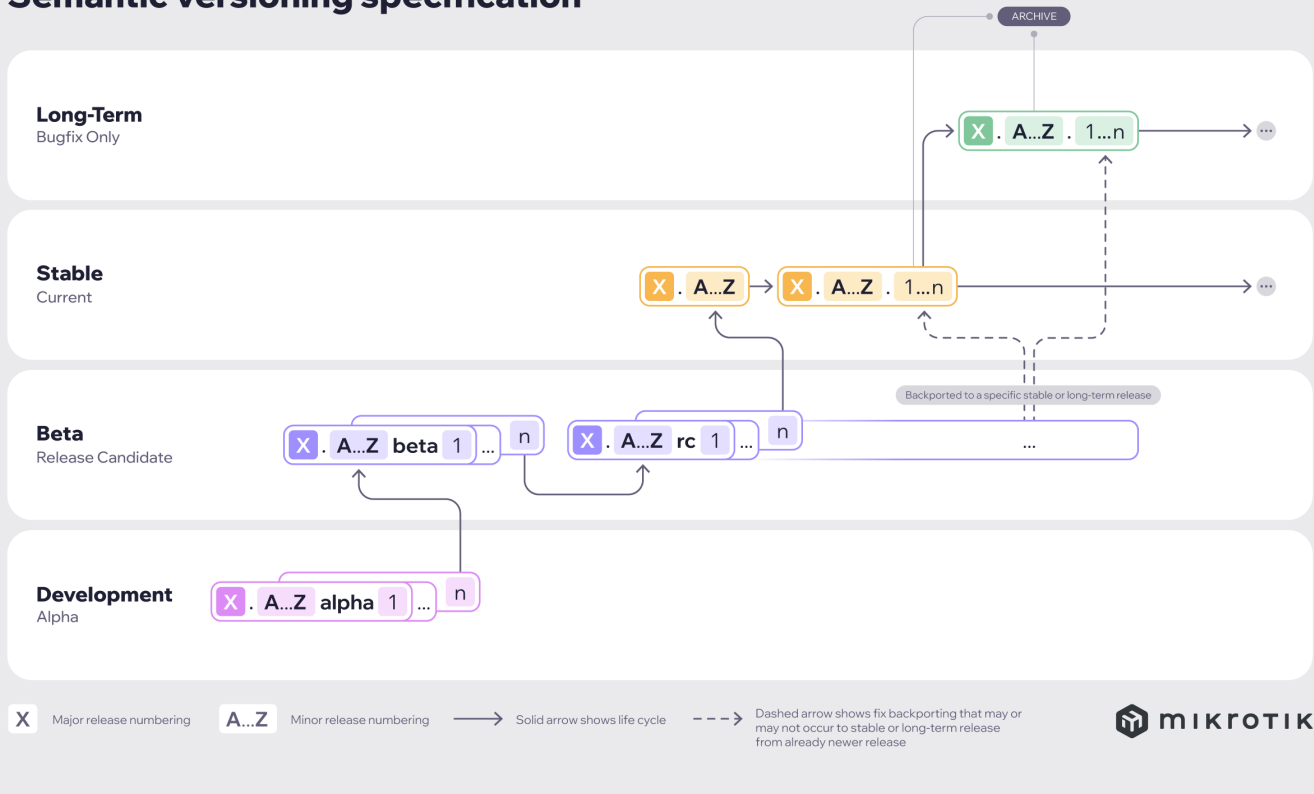 Semantic versioning specification
ARCHIVE
Long-Term
Bugfix Only
X . A...Z . 1...n
...
Stable
Current
X . A...Z
X . A...Z . 1...n
...
Backported to a specific stable or long-term release
Beta
Release Candidate
X . A...Z beta 1 ... n
X . A...Z rc 1 ... n
...
Development
Alpha
X . A...Z alpha 1 ... n
X Major release numbering
A...Z Minor release numbering
Solid arrow shows life cycle
Dashed arrow shows fix backporting that may or
may not occur to stable or long-term release
from already newer release
MIKROTIK